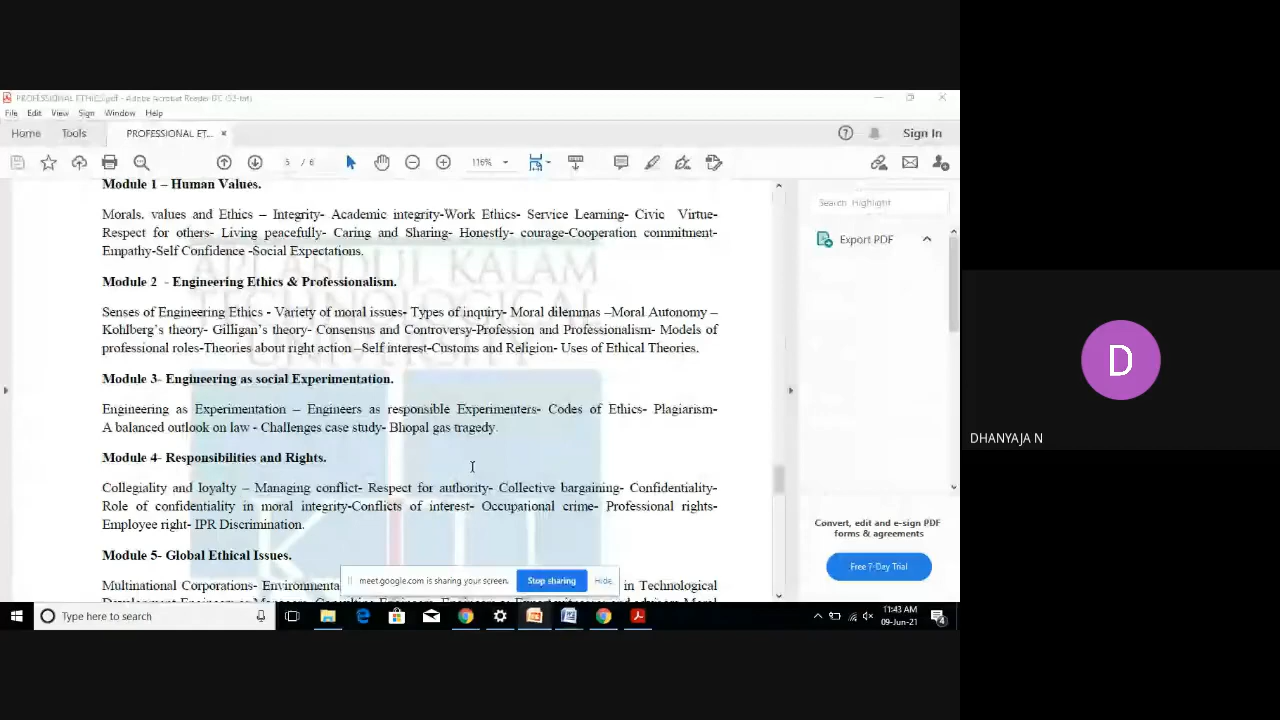 PROFESSIONAL ETHICS.pdf - Adobe Acrobat Reader DC (32-bit)
File Edit View Sign Window Help
Home Tools PROFESSIONAL ET... × Sign In
5 / 6 116%
Module 1 – Human Values.
Morals, values and Ethics – Integrity- Academic integrity-Work Ethics- Service Learning- Civic Virtue-
Respect for others- Living peacefully- Caring and Sharing- Honestly- courage-Cooperation commitment-
Empathy-Self Confidence -Social Expectations.
Module 2 - Engineering Ethics & Professionalism.
Senses of Engineering Ethics - Variety of moral issues- Types of inquiry- Moral dilemmas –Moral Autonomy –
Kohlberg's theory- Gilligan's theory- Consensus and Controversy-Profession and Professionalism- Models of
professional roles-Theories about right action –Self interest-Customs and Religion- Uses of Ethical Theories.
Module 3- Engineering as social Experimentation.
Engineering as Experimentation – Engineers as responsible Experimenters- Codes of Ethics- Plagiarism-
A balanced outlook on law - Challenges case study- Bhopal gas tragedy.
Module 4- Responsibilities and Rights.
Collegiality and loyalty – Managing conflict- Respect for authority- Collective bargaining- Confidentiality-
Role of confidentiality in moral integrity-Conflicts of interest- Occupational crime- Professional rights-
Employee right- IPR Discrimination.
Module 5- Global Ethical Issues.
Multinational Corporations- in Technological
KALAM
TECHNOLOGICAL
UNIVERSITY
Search Highlight
Export PDF
Convert, edit and e-sign PDF
forms & agreements
Free 7-Day Trial
meet.google.com is sharing your screen. Stop sharing Hide
Type here to search
11:43 AM
09-Jun-21
4
D
DHANYAJA N